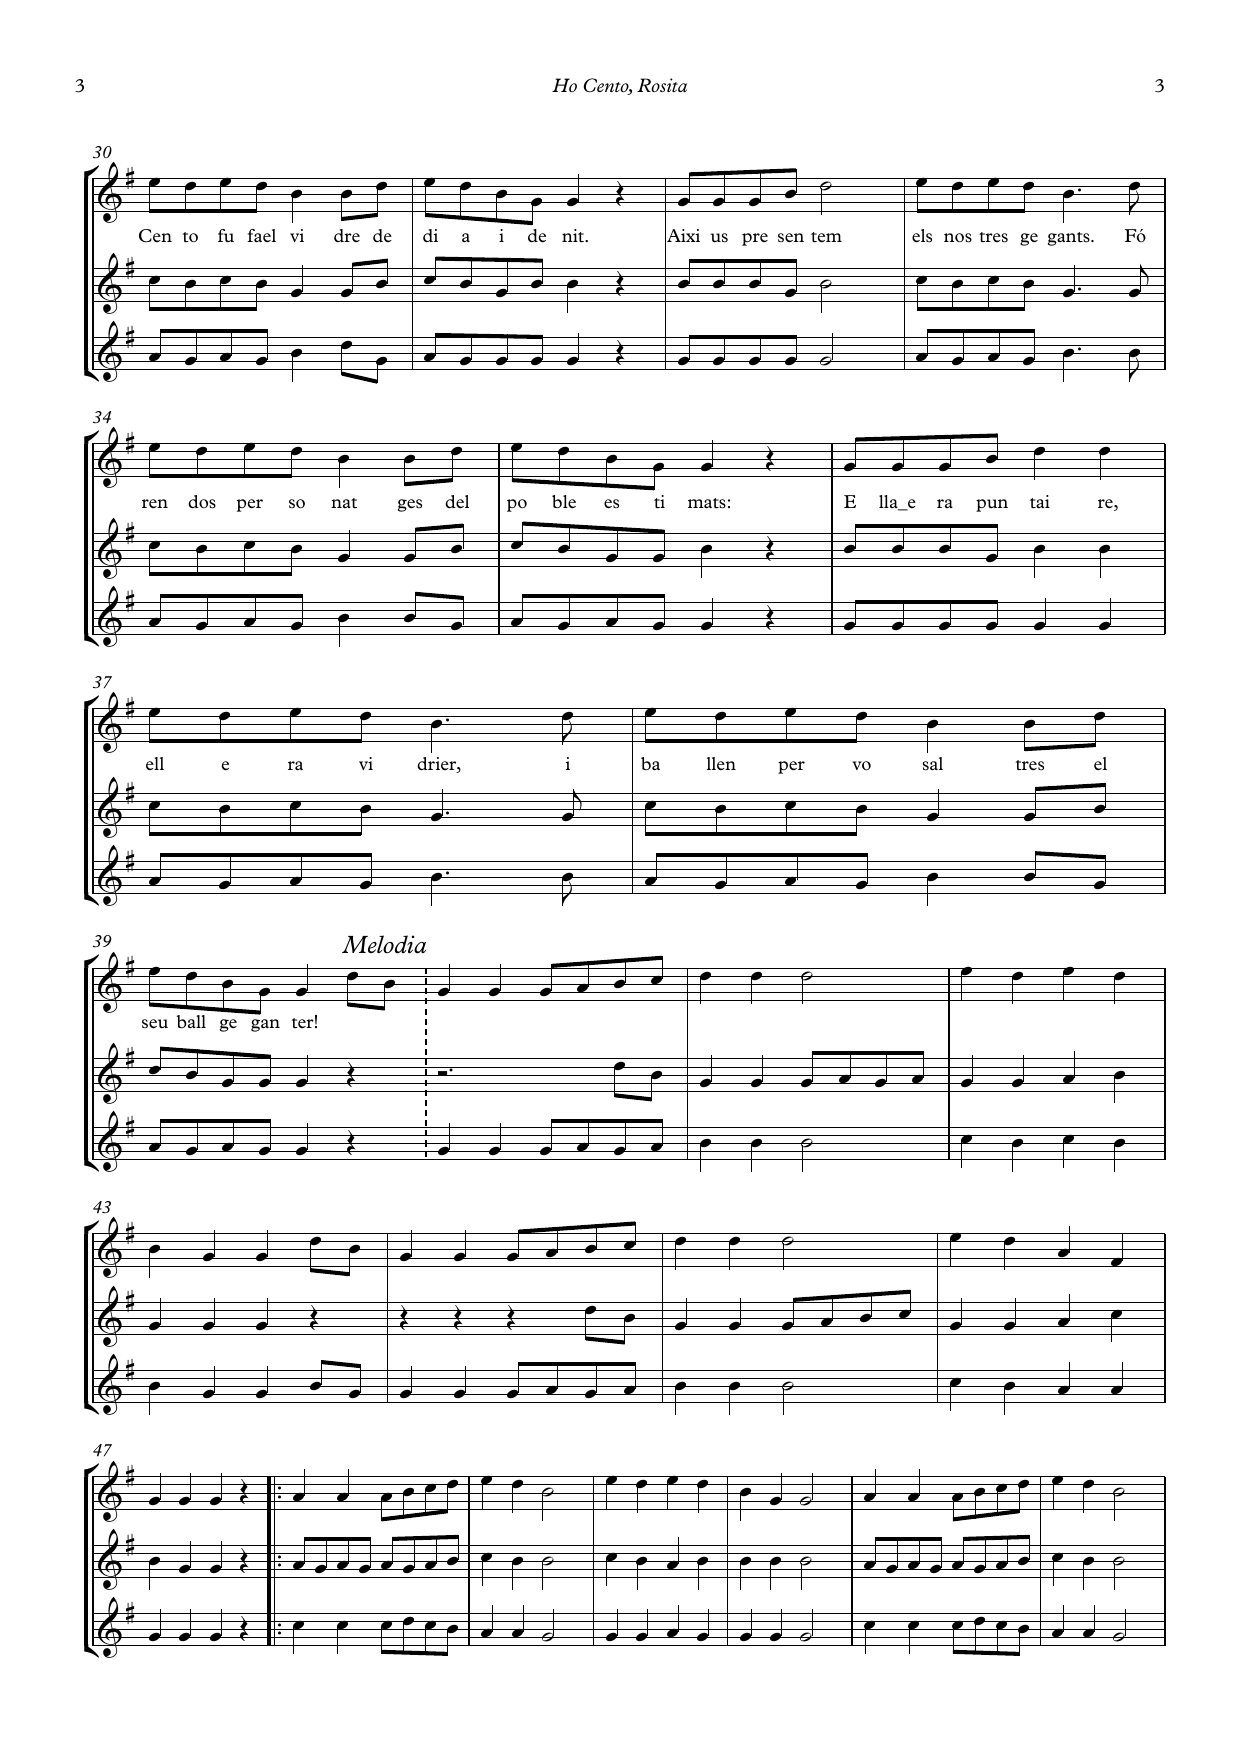 3 Ho Cento, Rosita 3
30
Cen to fu fael vi dre de di a i de nit. Aixi us pre sen tem els nos tres ge gants. Fó
34
ren dos per so nat ges del po ble es ti mats: E lla_e ra pun tai re,
37
ell e ra vi drier, i ba llen per vo sal tres el
39 Melodia
seu ball ge gan ter!
43
47